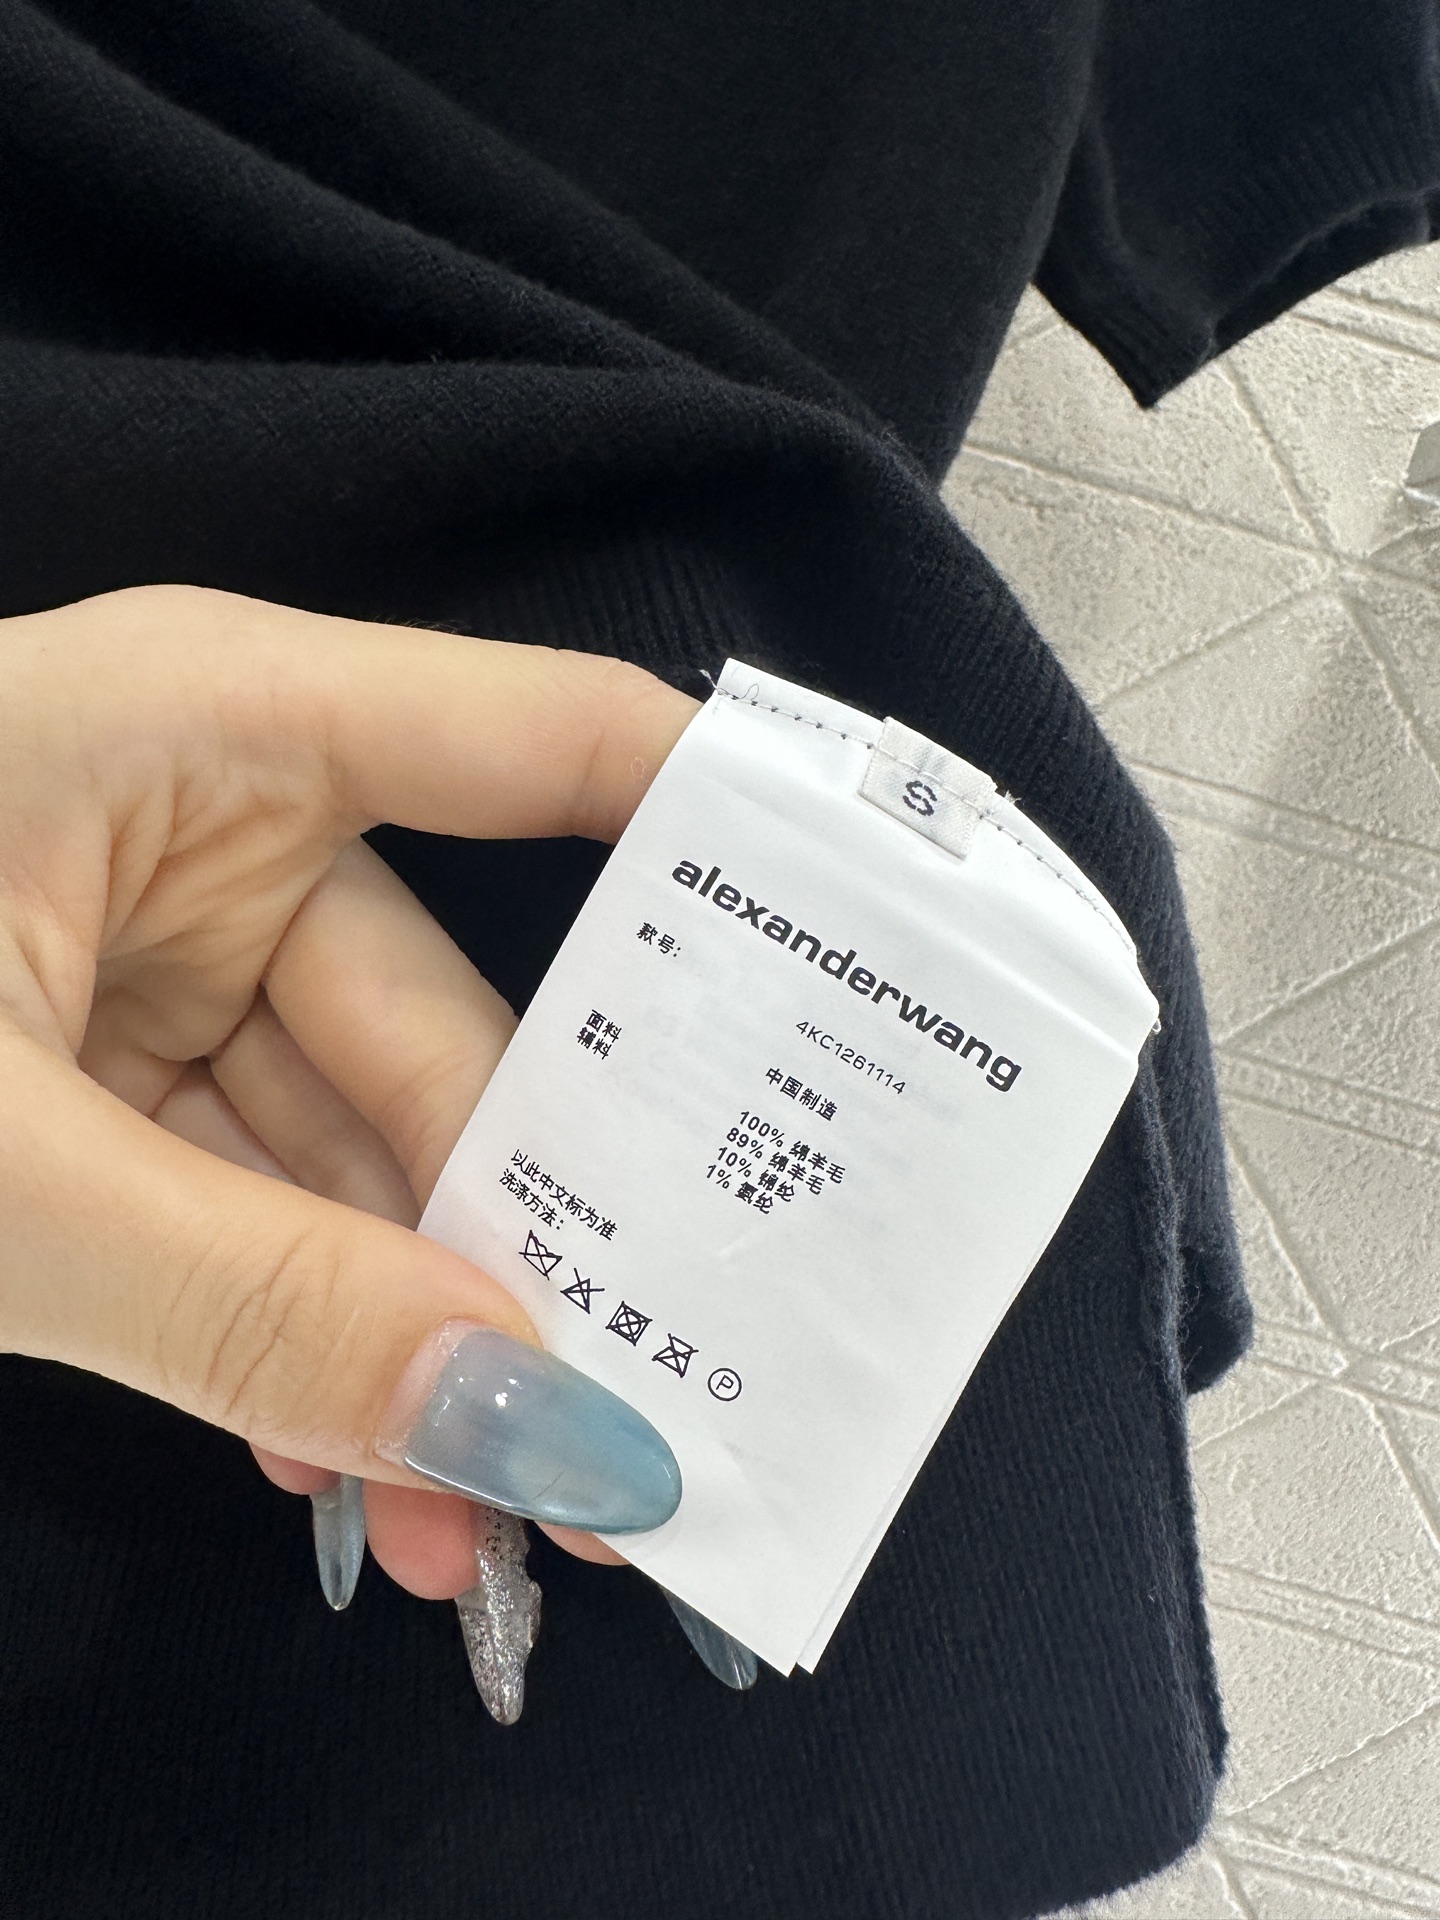 S
alexanderwang
款号:
4KC1261114
中国制造
面料
100% 绵羊毛
辅料
89% 绵羊毛
10% 锦纶
1% 氨纶
以此中文标为准
洗涤方法:
P